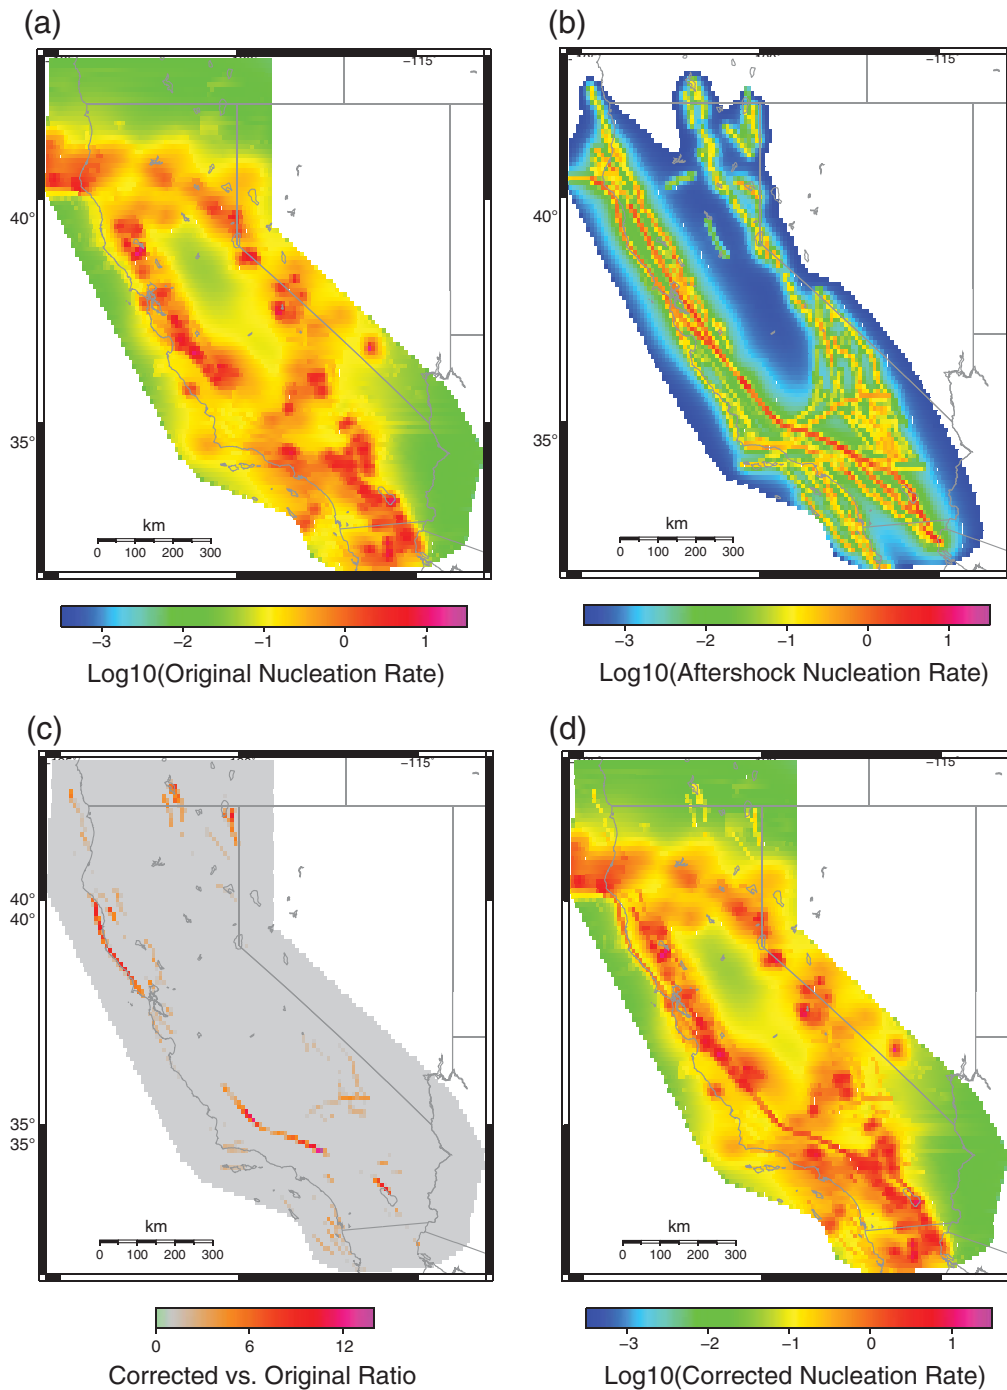 (a)
(b)
−115°
−115°
40°
40°
35°
35°
km
0 100 200 300
km
0 100 200 300
−3 −2 −1 0 1
Log10(Original Nucleation Rate)
−3 −2 −1 0 1
Log10(Aftershock Nucleation Rate)
(c)
(d)
−115°
−115°
40°
40°
35°
35°
km
0 100 200 300
km
0 100 200 300
0 6 12
Corrected vs. Original Ratio
−3 −2 −1 0 1
Log10(Corrected Nucleation Rate)